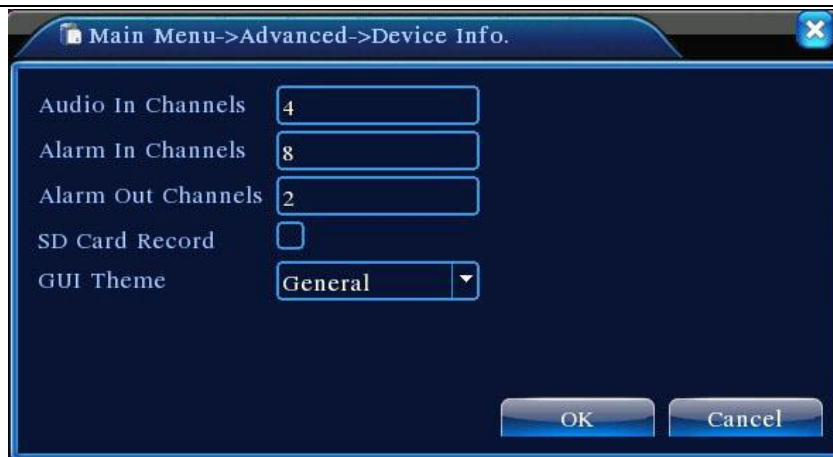 Main Menu->Advanced->Device Info.
Audio In Channels 4
Alarm In Channels 8
Alarm Out Channels 2
SD Card Record
GUI Theme General
OK Cancel